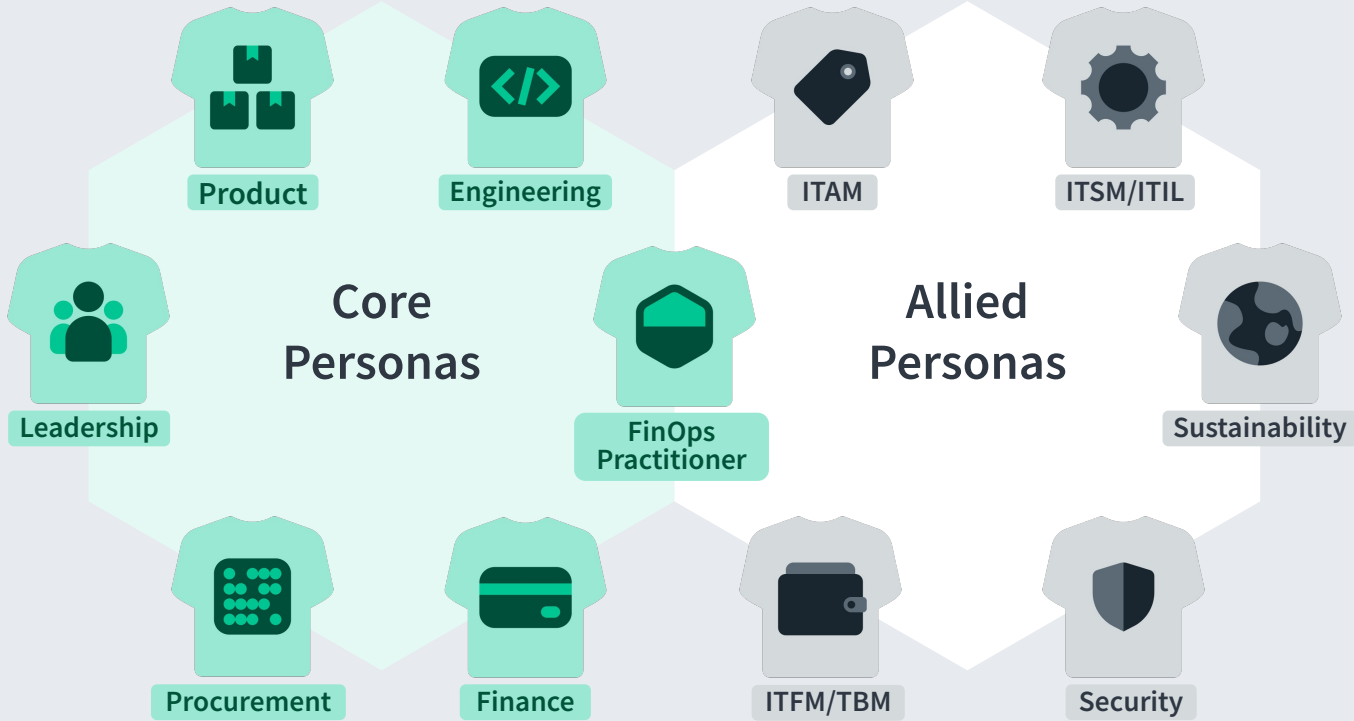 Product
Engineering
ITAM
ITSM/ITIL
Core
Personas
Allied
Personas
Leadership
FinOps
Practitioner
Sustainability
Procurement
Finance
ITFM/TBM
Security